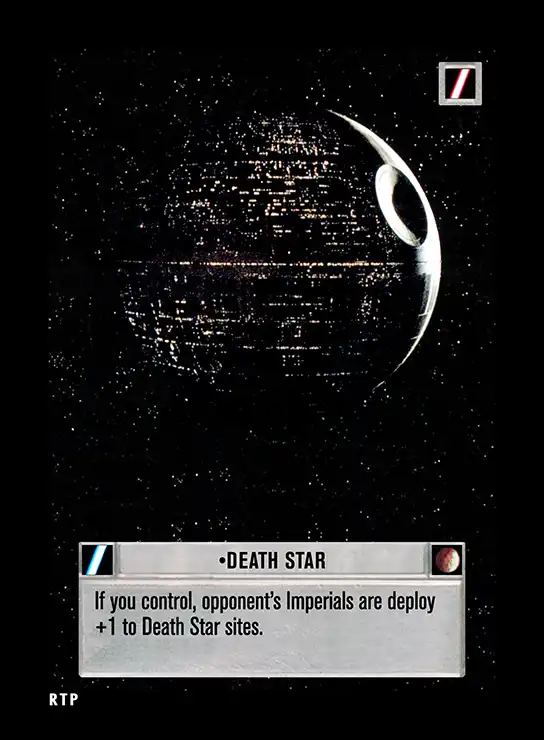 •DEATH STAR
If you control, opponent's Imperials are deploy
+1 to Death Star sites.
RTP